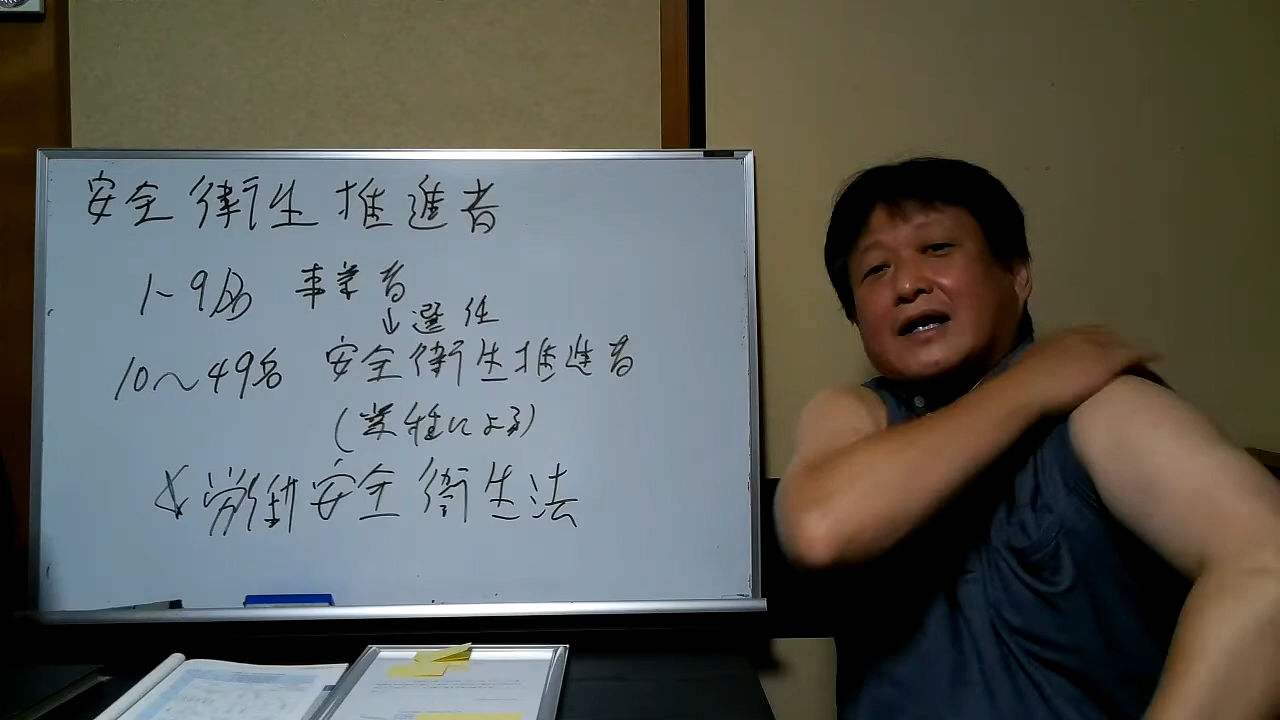 安全衛生推進者
1~9名 事業者
↓選任
10～49名 安全衛生推進者
(業種による)
労働安全衛生法